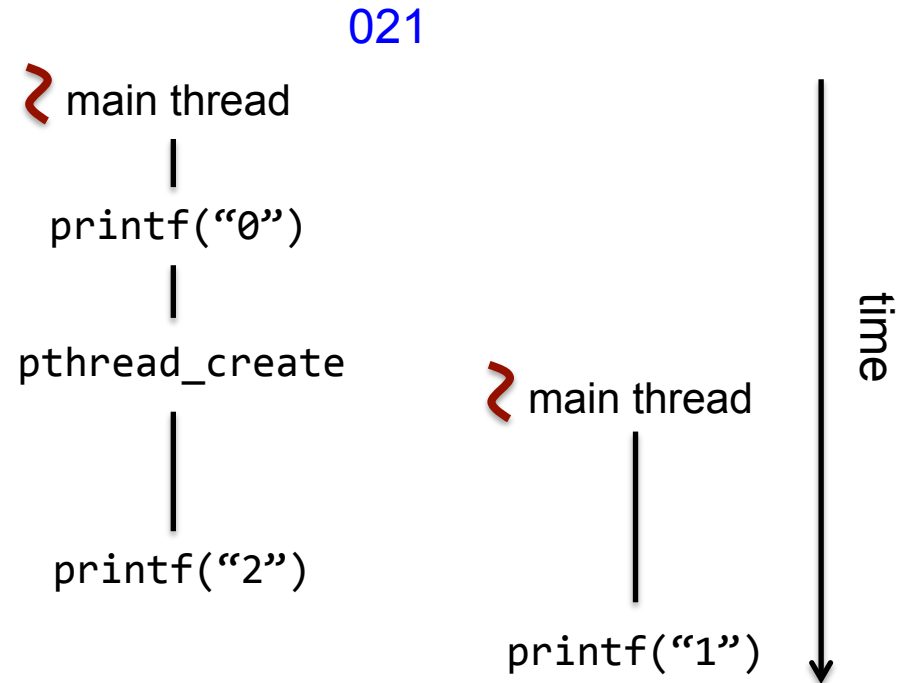 021
main thread
printf(“0”)
pthread_create
main thread
printf(“2”)
printf(“1”)
time